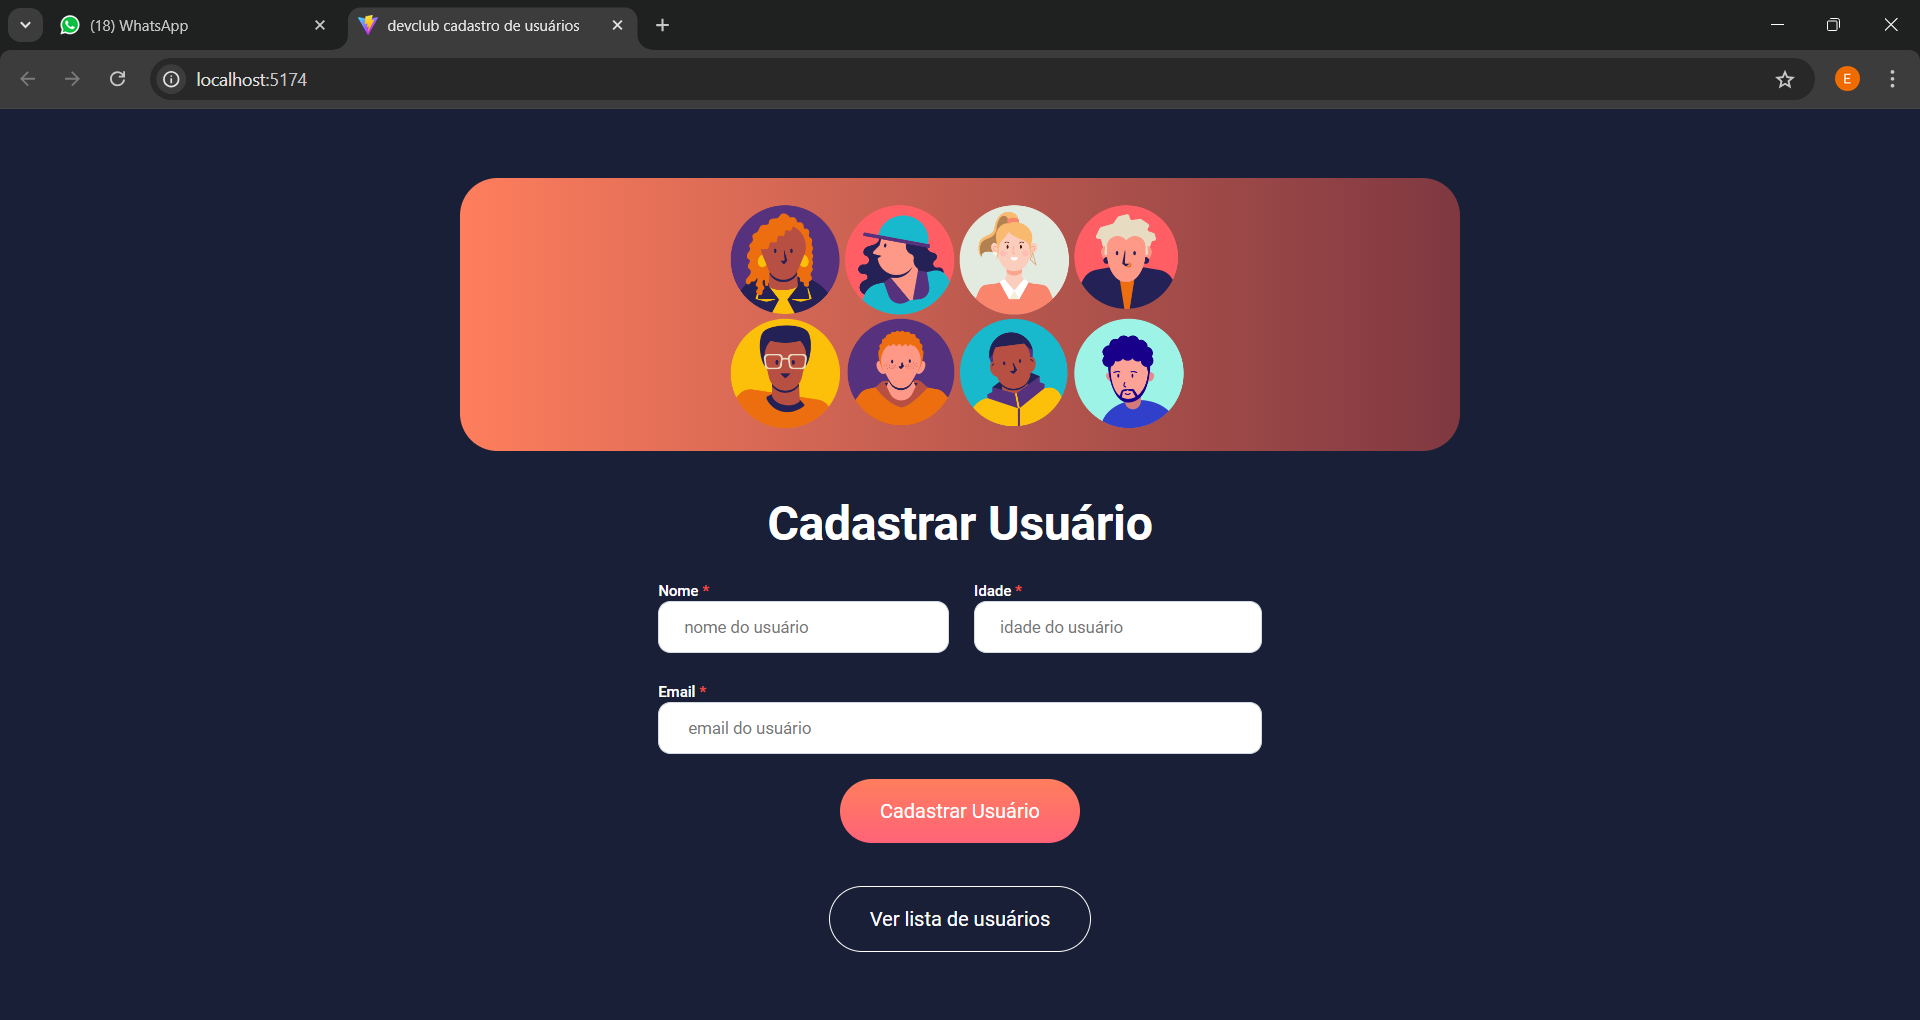 (18) WhatsApp
devclub cadastro de usuários
localhost:5174
E
Cadastrar Usuário
Nome *
Idade *
nome do usuário
idade do usuário
Email *
email do usuário
Cadastrar Usuário
Ver lista de usuários